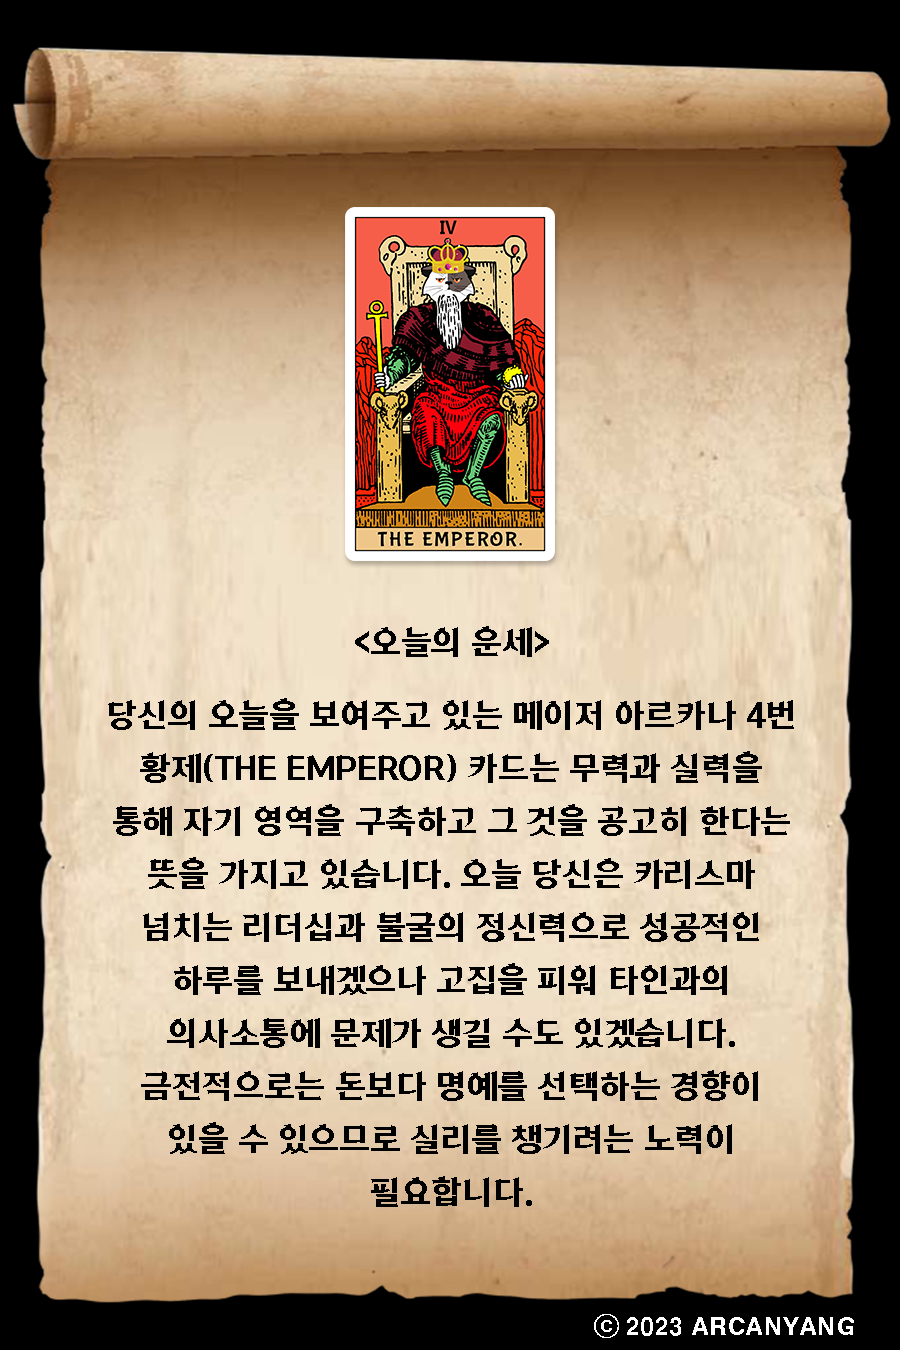 IV
THE EMPEROR.
<오늘의 운세>
당신의 오늘을 보여주고 있는 메이저 아르카나 4번
황제(THE EMPEROR) 카드는 무력과 실력을
통해 자기 영역을 구축하고 그 것을 공고히 한다는
뜻을 가지고 있습니다. 오늘 당신은 카리스마
넘치는 리더십과 불굴의 정신력으로 성공적인
하루를 보내겠으나 고집을 피워 타인과의
의사소통에 문제가 생길 수도 있겠습니다.
금전적으로는 돈보다 명예를 선택하는 경향이
있을 수 있으므로 실리를 챙기려는 노력이
필요합니다.
© 2023 ARCANYANG